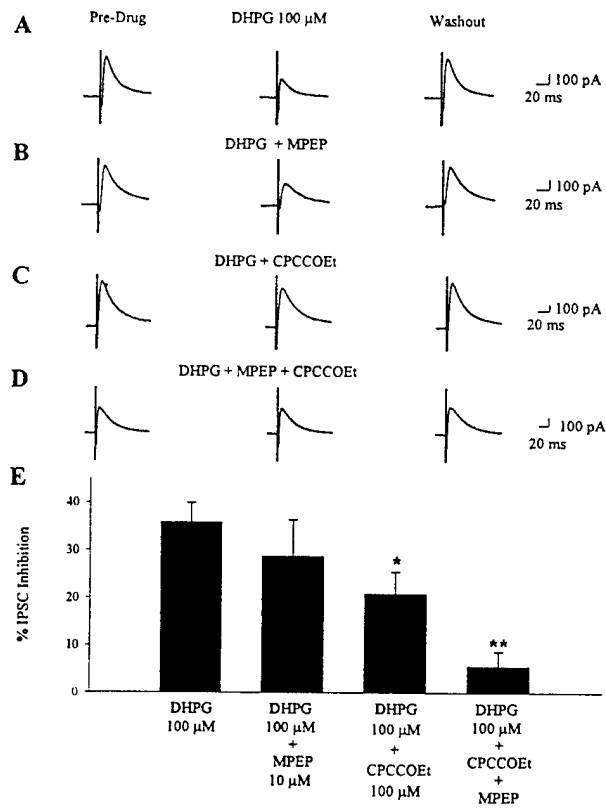 A
Pre-Drug
DHPG 100 μM
Washout
100 pA
20 ms
B
DHPG + MPEP
100 pA
20 ms
C
DHPG + CPCCOEt
100 pA
20 ms
D
DHPG + MPEP + CPCCOEt
100 pA
20 ms
E
% IPSC Inhibition
40
30
20
10
0
*
**
DHPG
100 μM
DHPG
100 μM
+
MPEP
10 μM
DHPG
100 μM
+
CPCCOEt
100 μM
DHPG
100 μM
+
CPCCOEt
+
MPEP